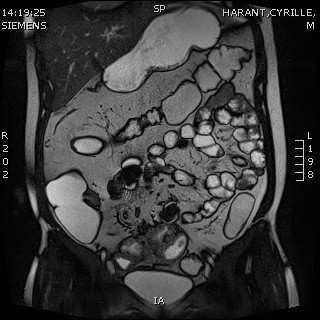 14:19:25 SP HARANT,CYRILLE,
SIEMENS M
R L
2 1
0 9
2 8
IA